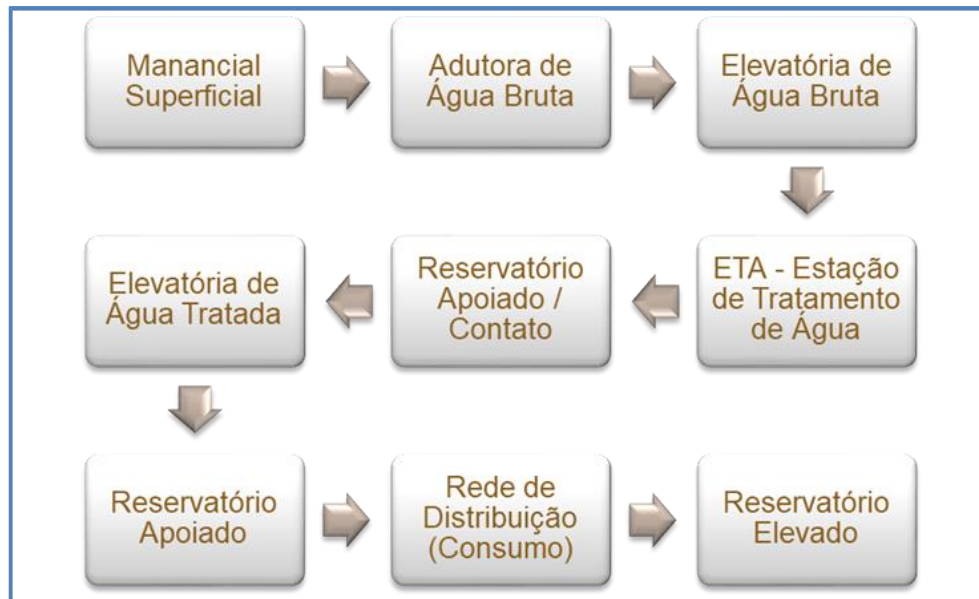 Manancial
Superficial
Adutora de
Água Bruta
Elevatória de
Água Bruta
ETA - Estação
de Tratamento
de Água
Reservatório
Apoiado /
Contato
Elevatória de
Água Tratada
Reservatório
Apoiado
Rede de
Distribuição
(Consumo)
Reservatório
Elevado